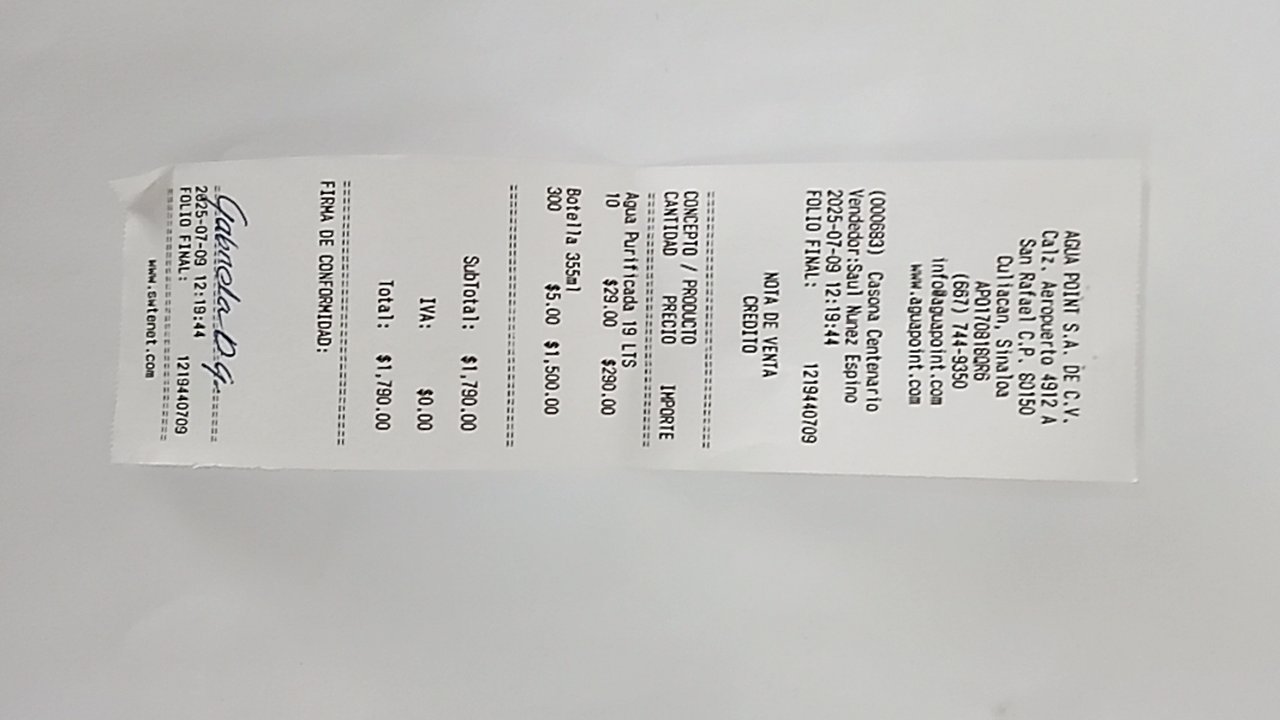 AGUA POINT S.A. DE C.V.
Calz. Aeropuerto 4912 A
San Rafael C.P. 80150
Culiacan, Sinaloa
APO170818QR6
(667) 744-9350
info@aguapoint.com
www.aguapoint.com
(000683) Casona Centenario
Vendedor:Saul Nunez Espino
2025-07-09 12:19:44
FOLIO FINAL: 1219440709
NOTA DE VENTA
CREDITO
===========================
CONCEPTO / PRODUCTO
CANTIDAD PRECIO IMPORTE
===========================
Agua Purificada 19 LTS
10 $29.00 $290.00
Botella 355ml
300 $5.00 $1,500.00
===========================
SubTotal: $1,790.00
IVA: $0.00
Total: $1,790.00
===========================
FIRMA DE CONFORMIDAD:
Gabriela D.G.
===========================
2025-07-09 12:19:44
FOLIO FINAL: 1219440709
===========================
www.swtenet.com